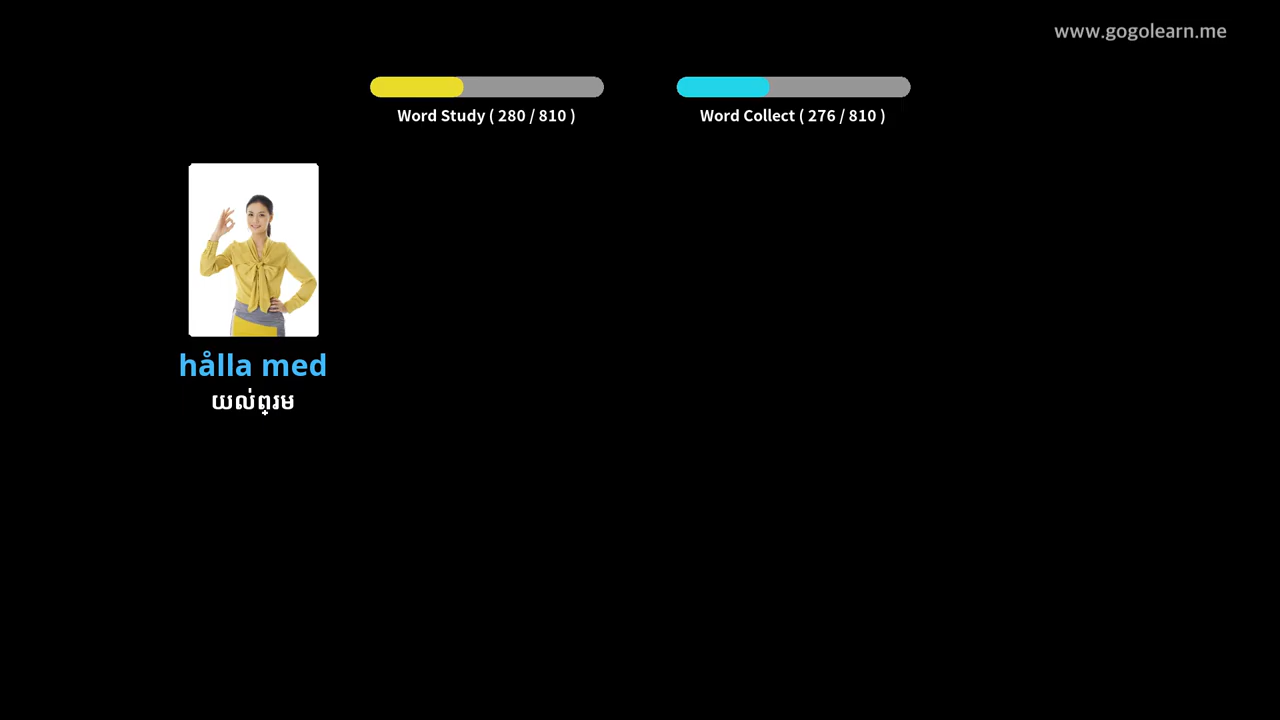 www.gogolearn.me
Word Study ( 280 / 810 )
Word Collect ( 276 / 810 )
hålla med
យល់ព្រម